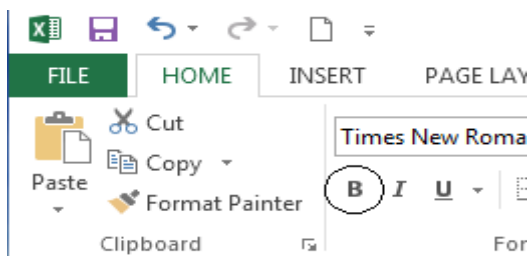 FILE HOME INSERT PAGE LAY
Cut
Times New Roma
Copy
Paste
B I U
Format Painter
Clipboard For